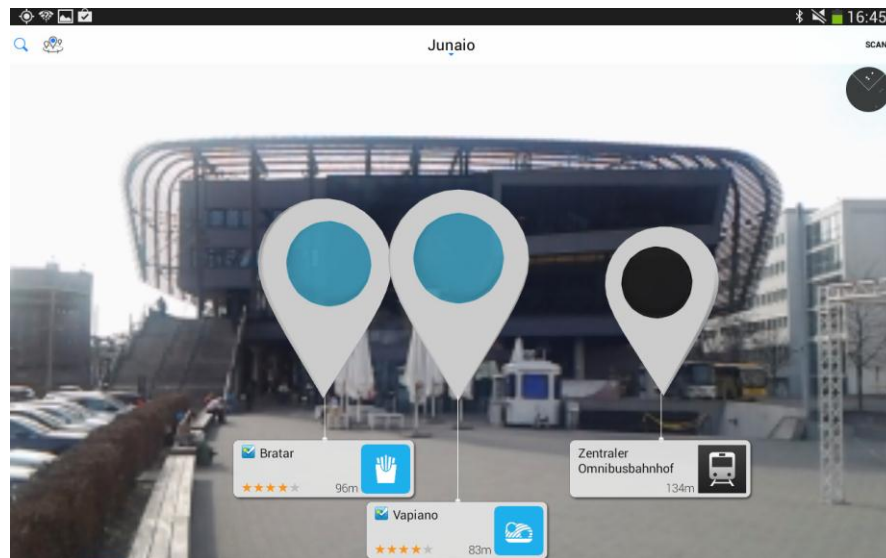 16:45
Junaio
SCAN
Bratar
96m
Zentraler
Omnibusbahnhof
134m
Vapiano
83m